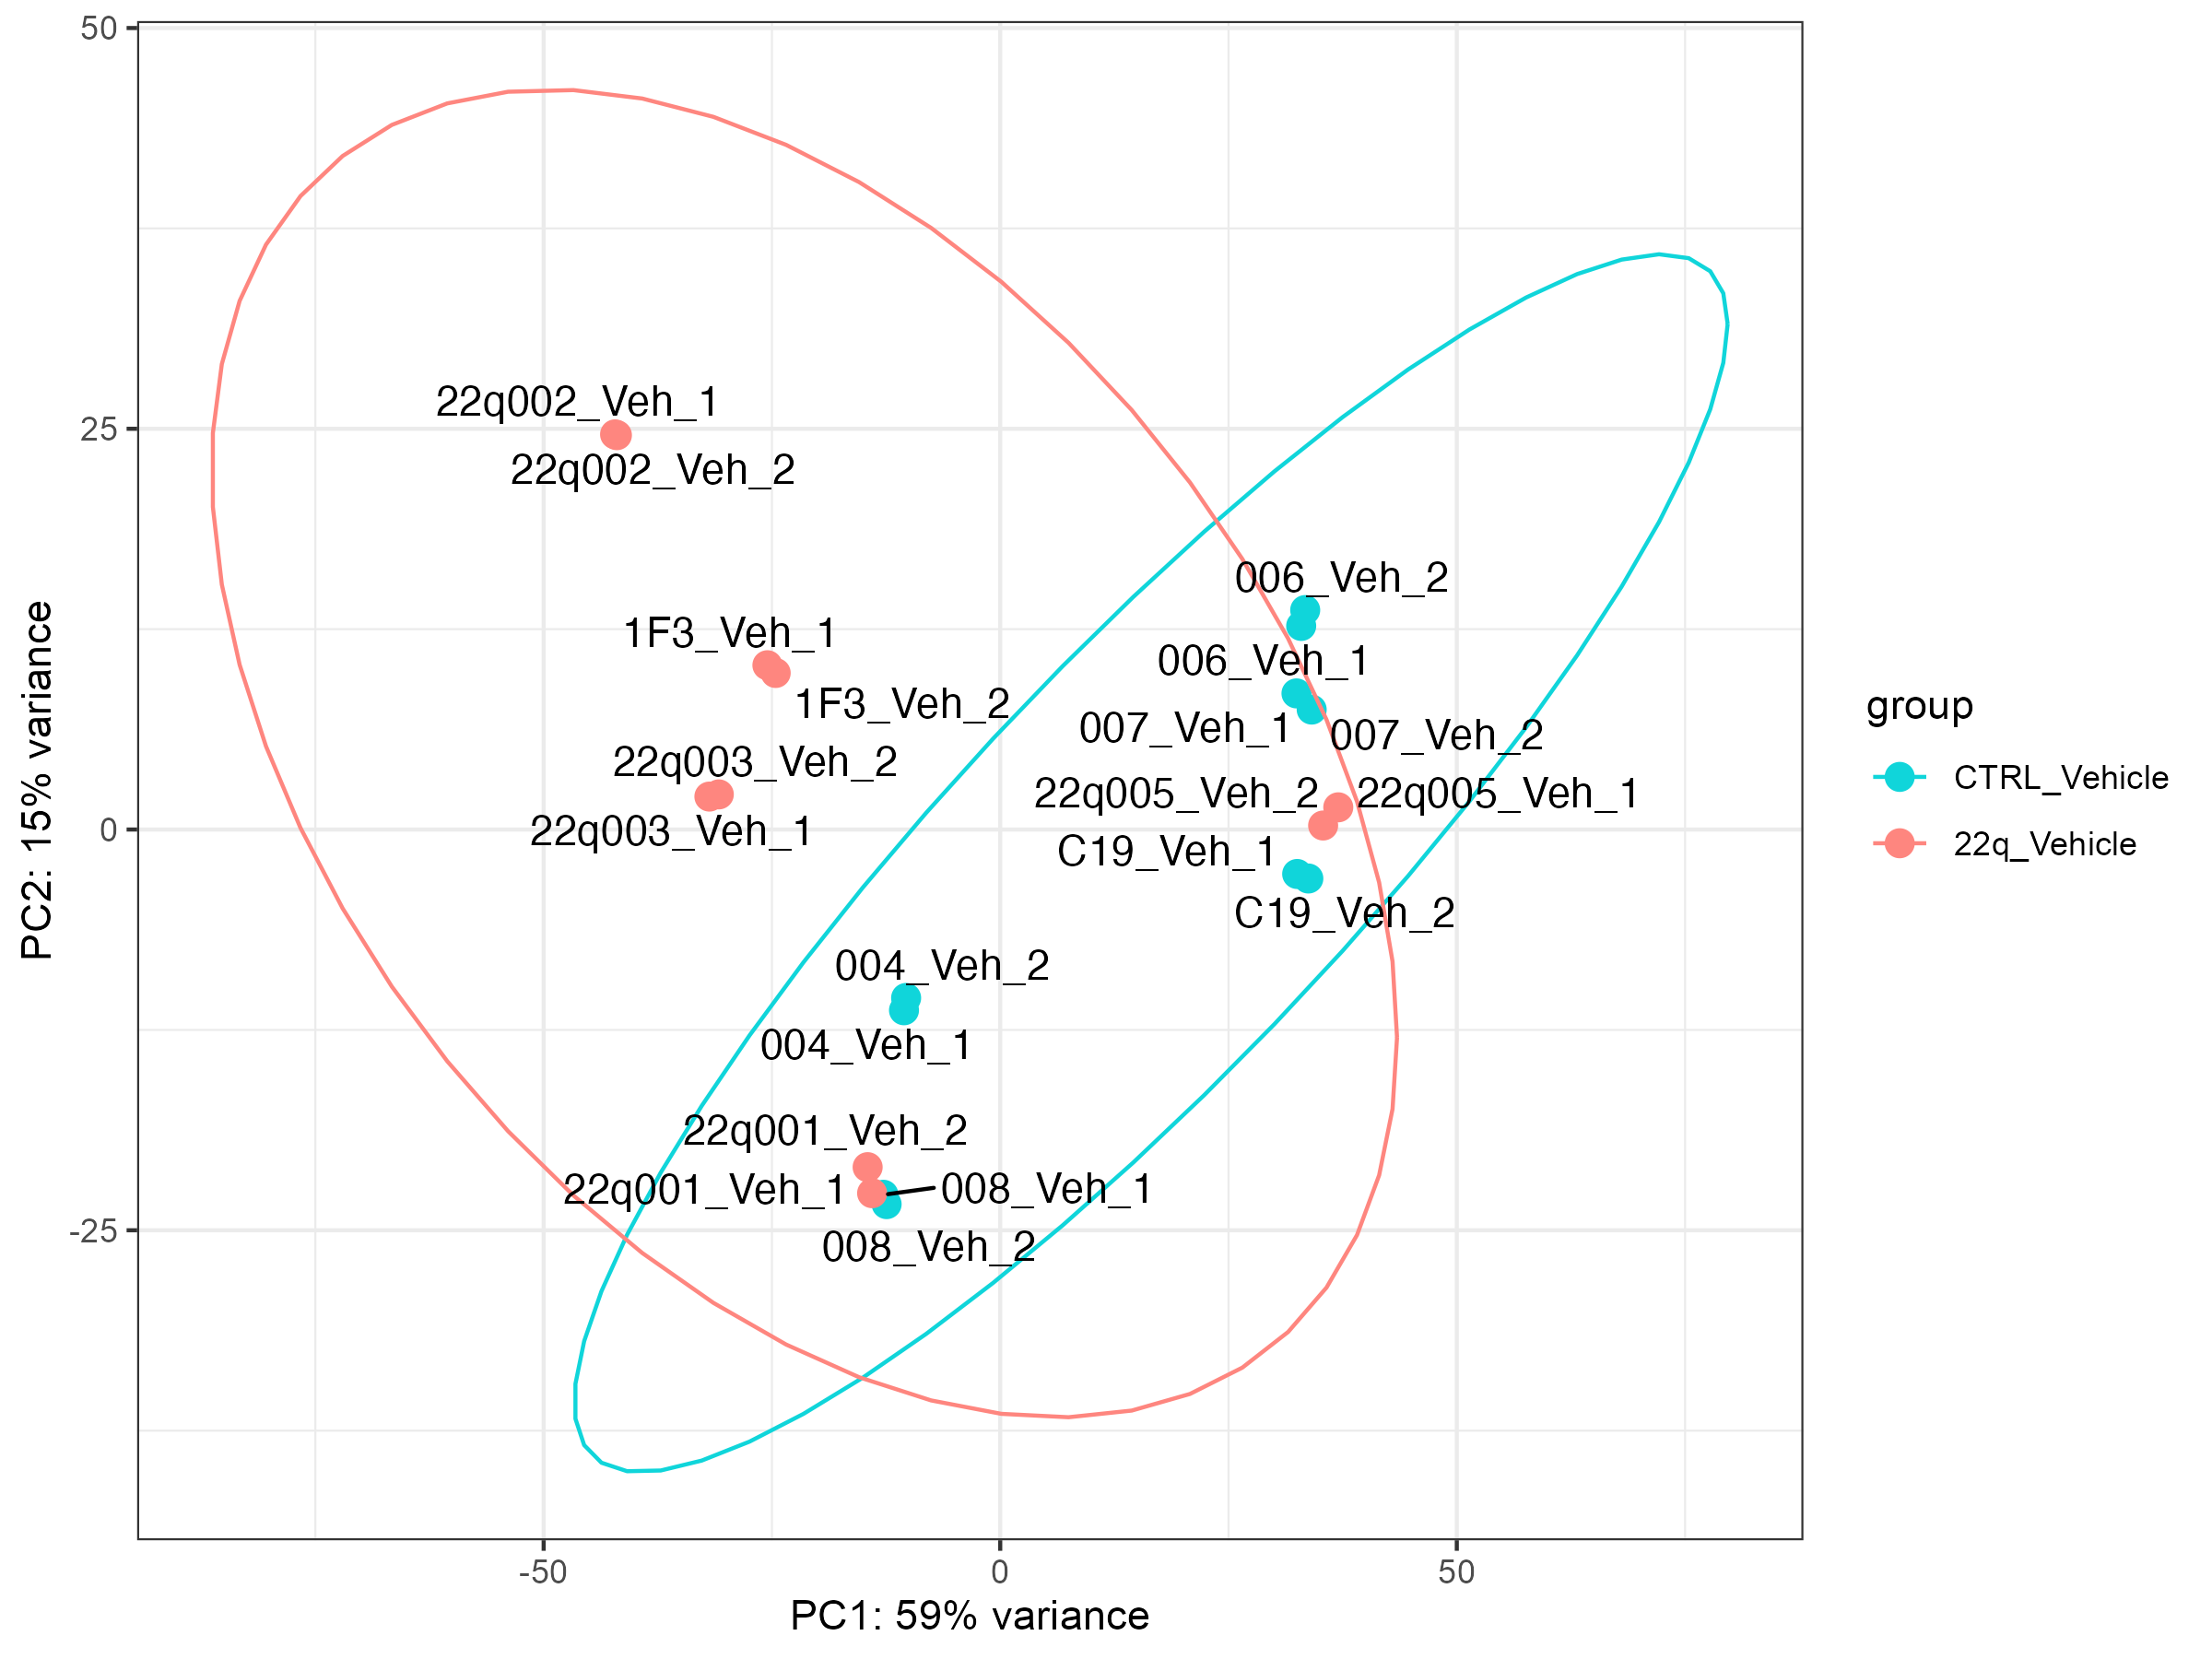 50
25
0
-25
PC2: 15% variance
22q002_Veh_1
22q002_Veh_2
006_Veh_2
1F3_Veh_1
006_Veh_1
1F3_Veh_2
007_Veh_1
007_Veh_2
22q003_Veh_2
22q005_Veh_2
22q005_Veh_1
22q003_Veh_1
C19_Veh_1
C19_Veh_2
004_Veh_2
004_Veh_1
22q001_Veh_2
22q001_Veh_1
008_Veh_1
008_Veh_2
-50
0
50
PC1: 59% variance
group
CTRL_Vehicle
22q_Vehicle